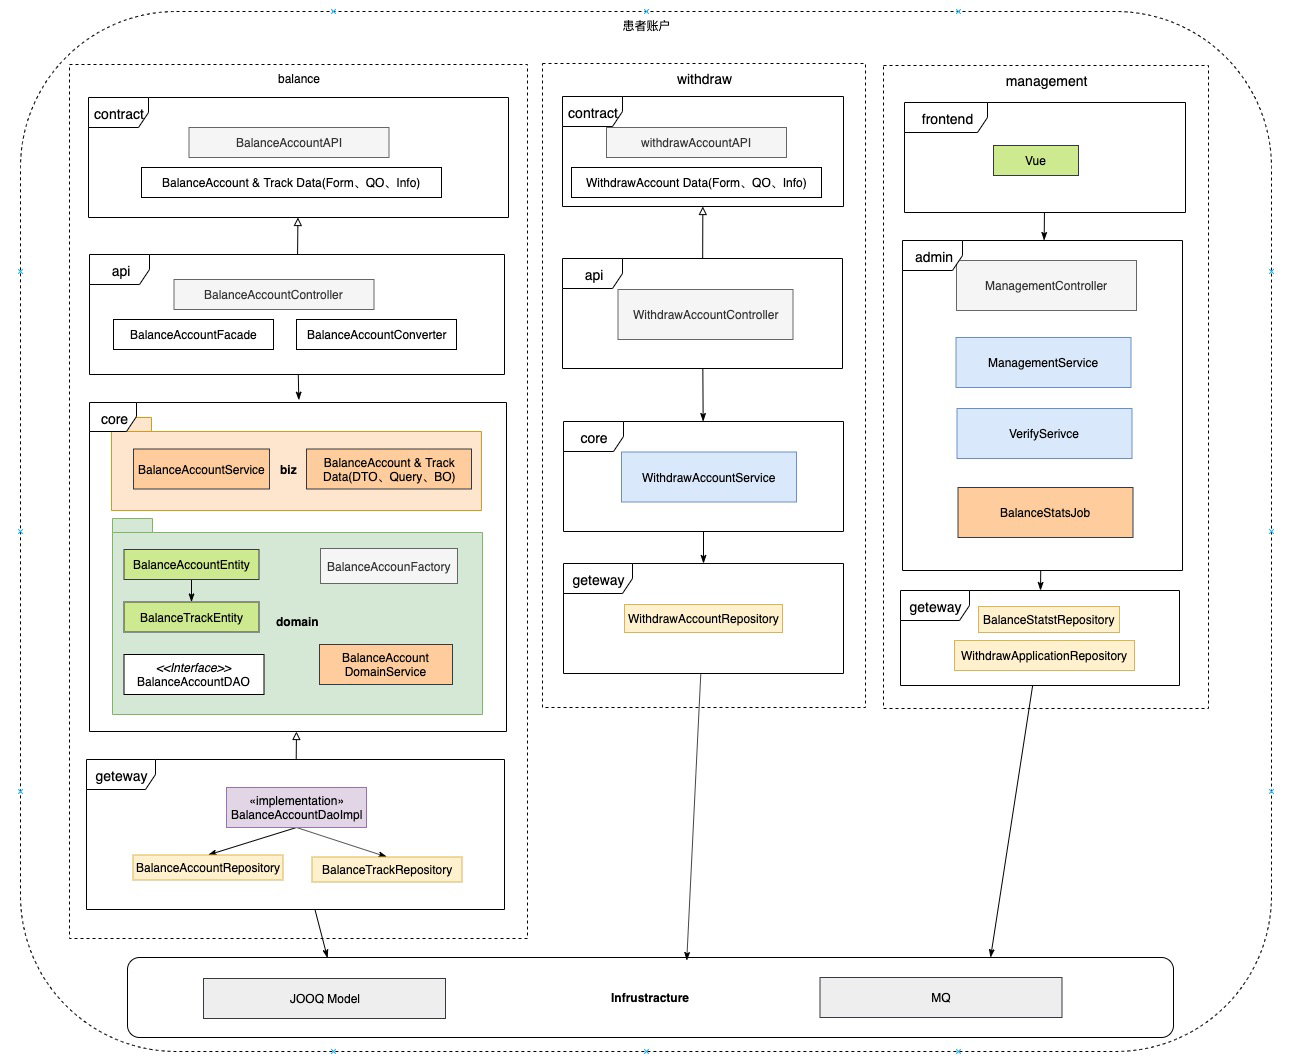 患者账户
balance
contract
BalanceAccountAPI
BalanceAccount & Track Data(Form、QO、Info)
api
BalanceAccountController
BalanceAccountFacade
BalanceAccountConverter
core
BalanceAccountService
biz
BalanceAccount & Track
Data(DTO、Query、BO)
BalanceAccountEntity
BalanceAccounFactory
BalanceTrackEntity
domain
<<Interface>>
BalanceAccountDAO
BalanceAccount
DomainService
geteway
«implementation»
BalanceAccountDaoImpl
BalanceAccountRepository
BalanceTrackRepository
withdraw
contract
withdrawAccountAPI
WithdrawAccount Data(Form、QO、Info)
api
WithdrawAccountController
core
WithdrawAccountService
geteway
WithdrawAccountRepository
management
frontend
Vue
admin
ManagementController
ManagementService
VerifySerivce
BalanceStatsJob
geteway
BalanceStatstRepository
WithdrawApplicationRepository
JOOQ Model
Infrustracture
MQ